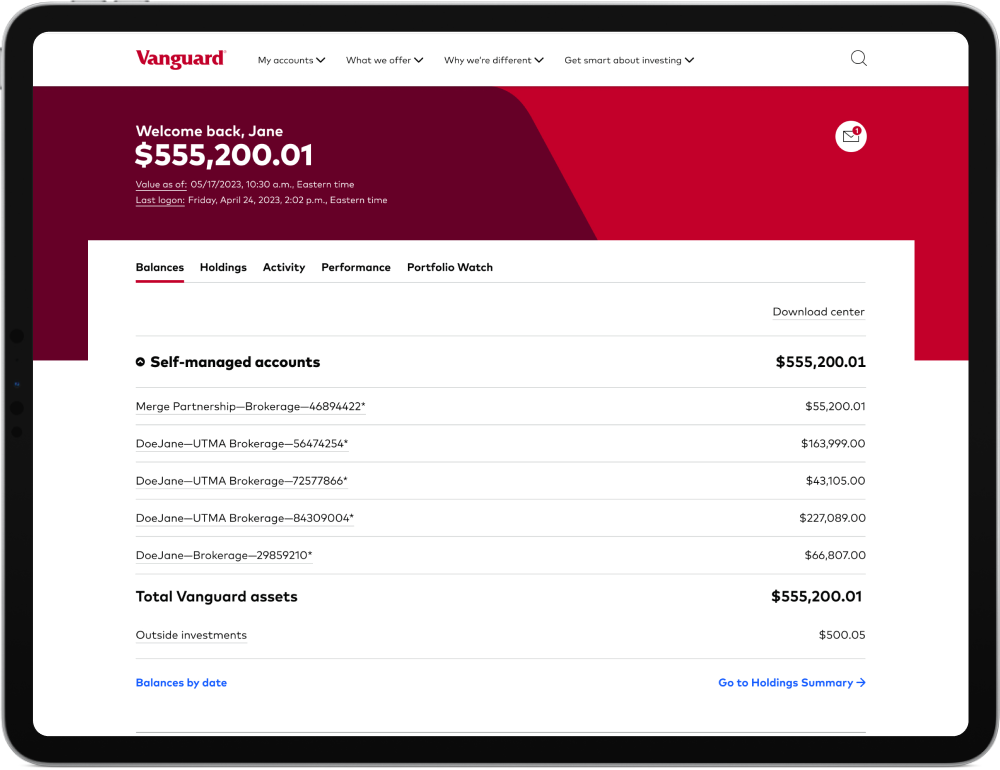 Vanguard My accounts What we offer Why we're different Get smart about investing
Welcome back, Jane
1
$555,200.01
Value as of: 05/17/2023, 10:30 a.m., Eastern time
Last logon: Friday, April 24, 2023, 2:02 p.m., Eastern time
Balances Holdings Activity Performance Portfolio Watch
Download center
Self-managed accounts $555,200.01
Merge Partnership—Brokerage—46894422* $55,200.01
DoeJane—UTMA Brokerage—56474254* $163,999.00
DoeJane—UTMA Brokerage—72577866* $43,105.00
DoeJane—UTMA Brokerage—84309004* $227,089.00
DoeJane—Brokerage—29859210* $66,807.00
Total Vanguard assets $555,200.01
Outside investments $500.05
Balances by date Go to Holdings Summary →